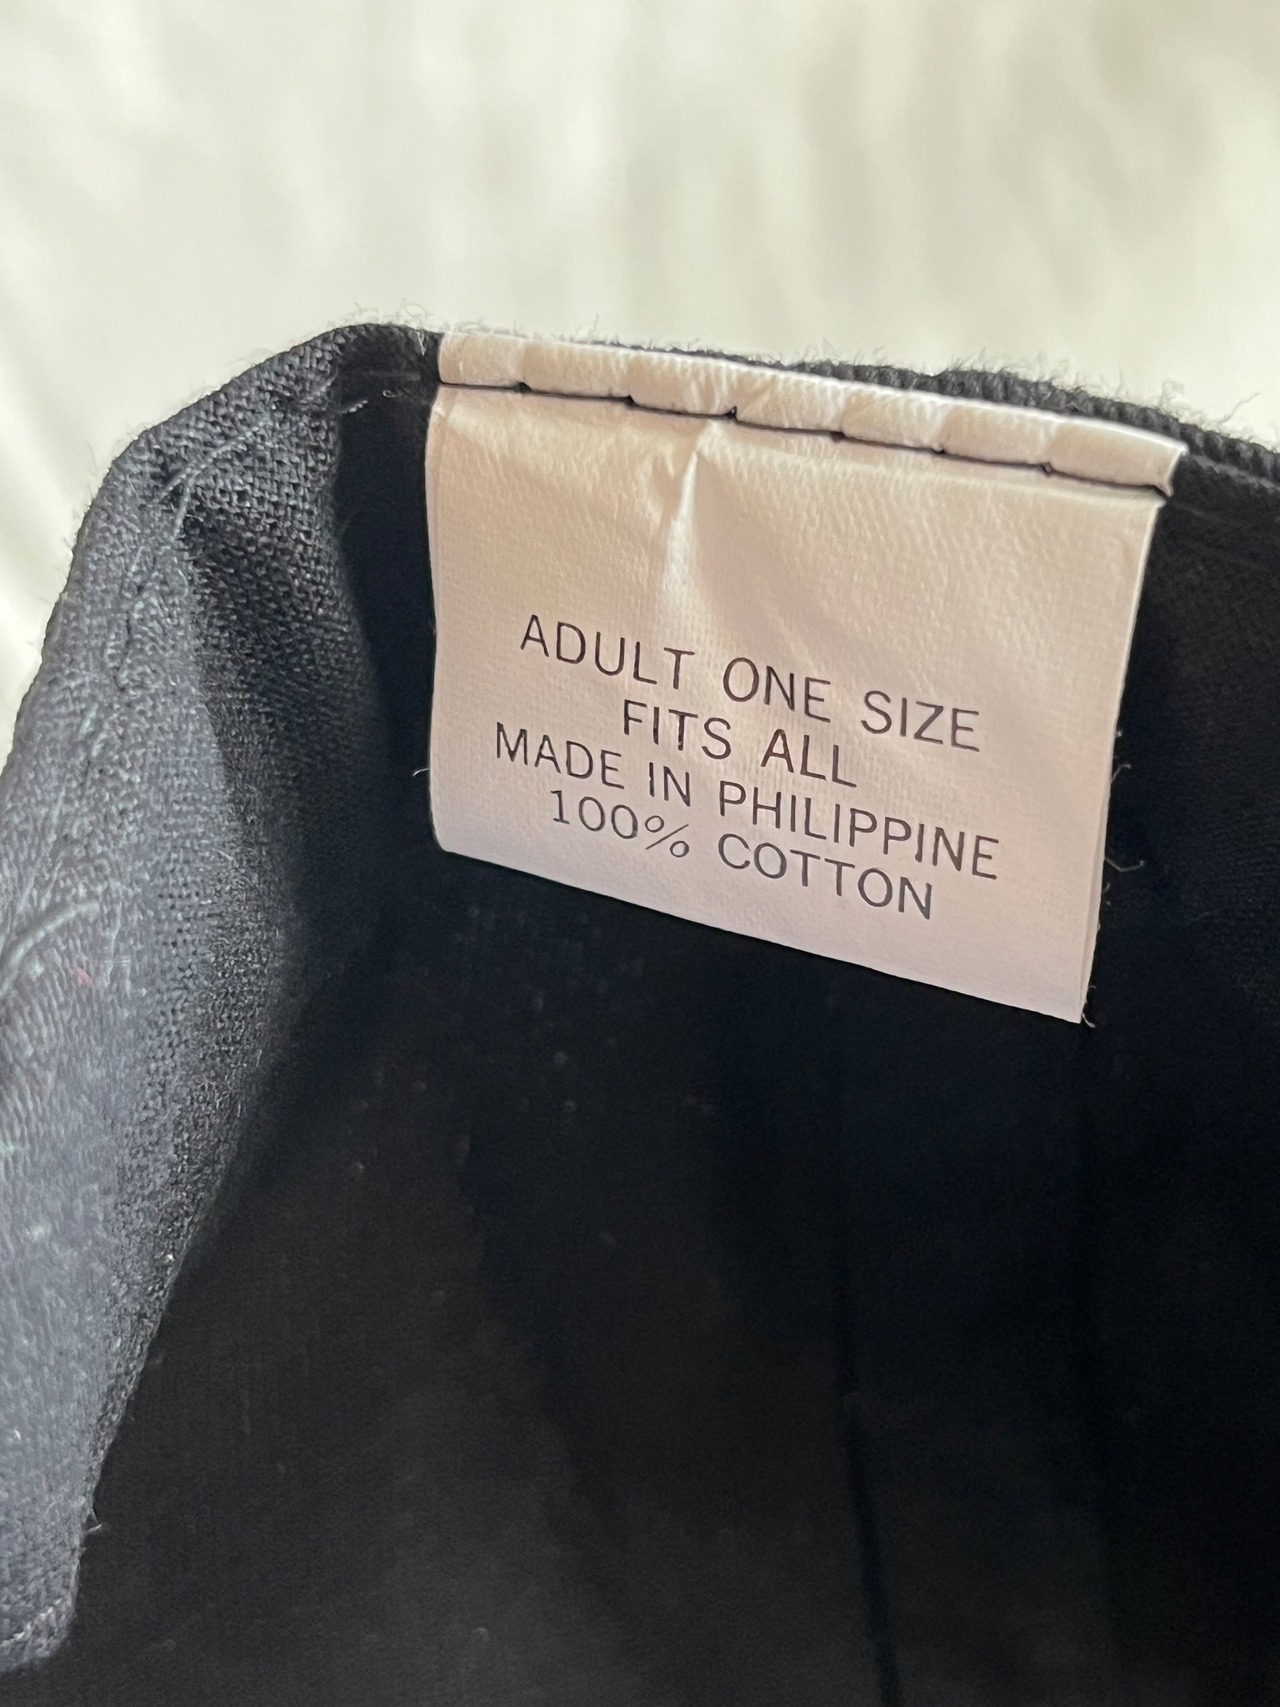 ADULT ONE SIZE
FITS ALL
MADE IN PHILIPPINE
100% COTTON